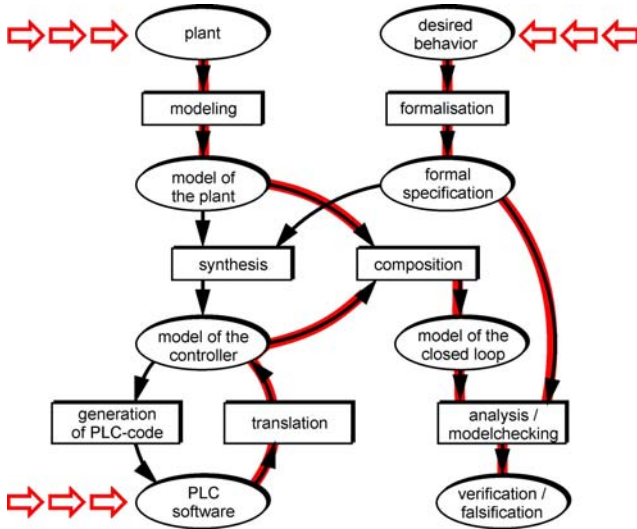 plant
desired
behavior
modeling
formalisation
model of
the plant
formal
specification
synthesis
composition
model of the
controller
model of the
closed loop
generation
of PLC-code
translation
analysis /
modelchecking
PLC
software
verification /
falsification